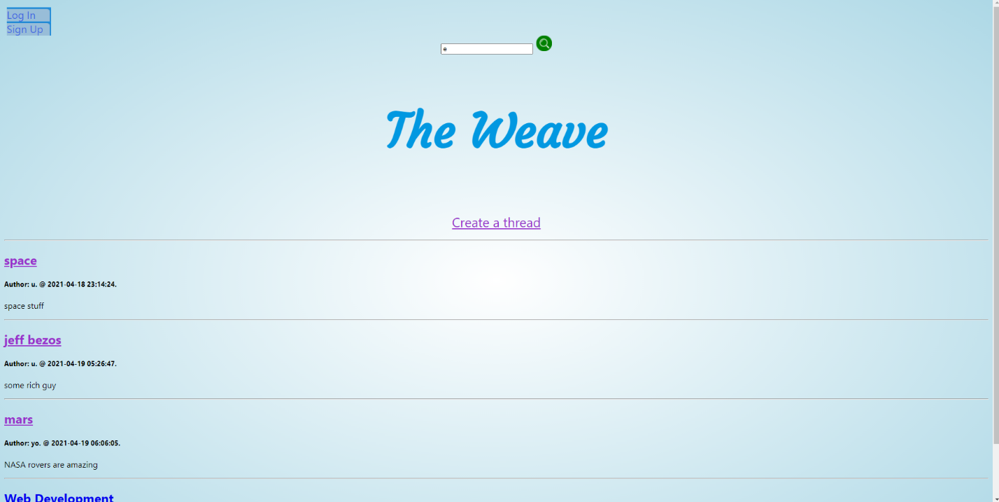 Log In
Sign Up
e
The Weave
Create a thread
space
Author: u. @ 2021-04-18 23:14:24.
space stuff
jeff bezos
Author: u. @ 2021-04-19 05:26:47.
some rich guy
mars
Author: yo. @ 2021-04-19 06:06:05.
NASA rovers are amazing
Web Development